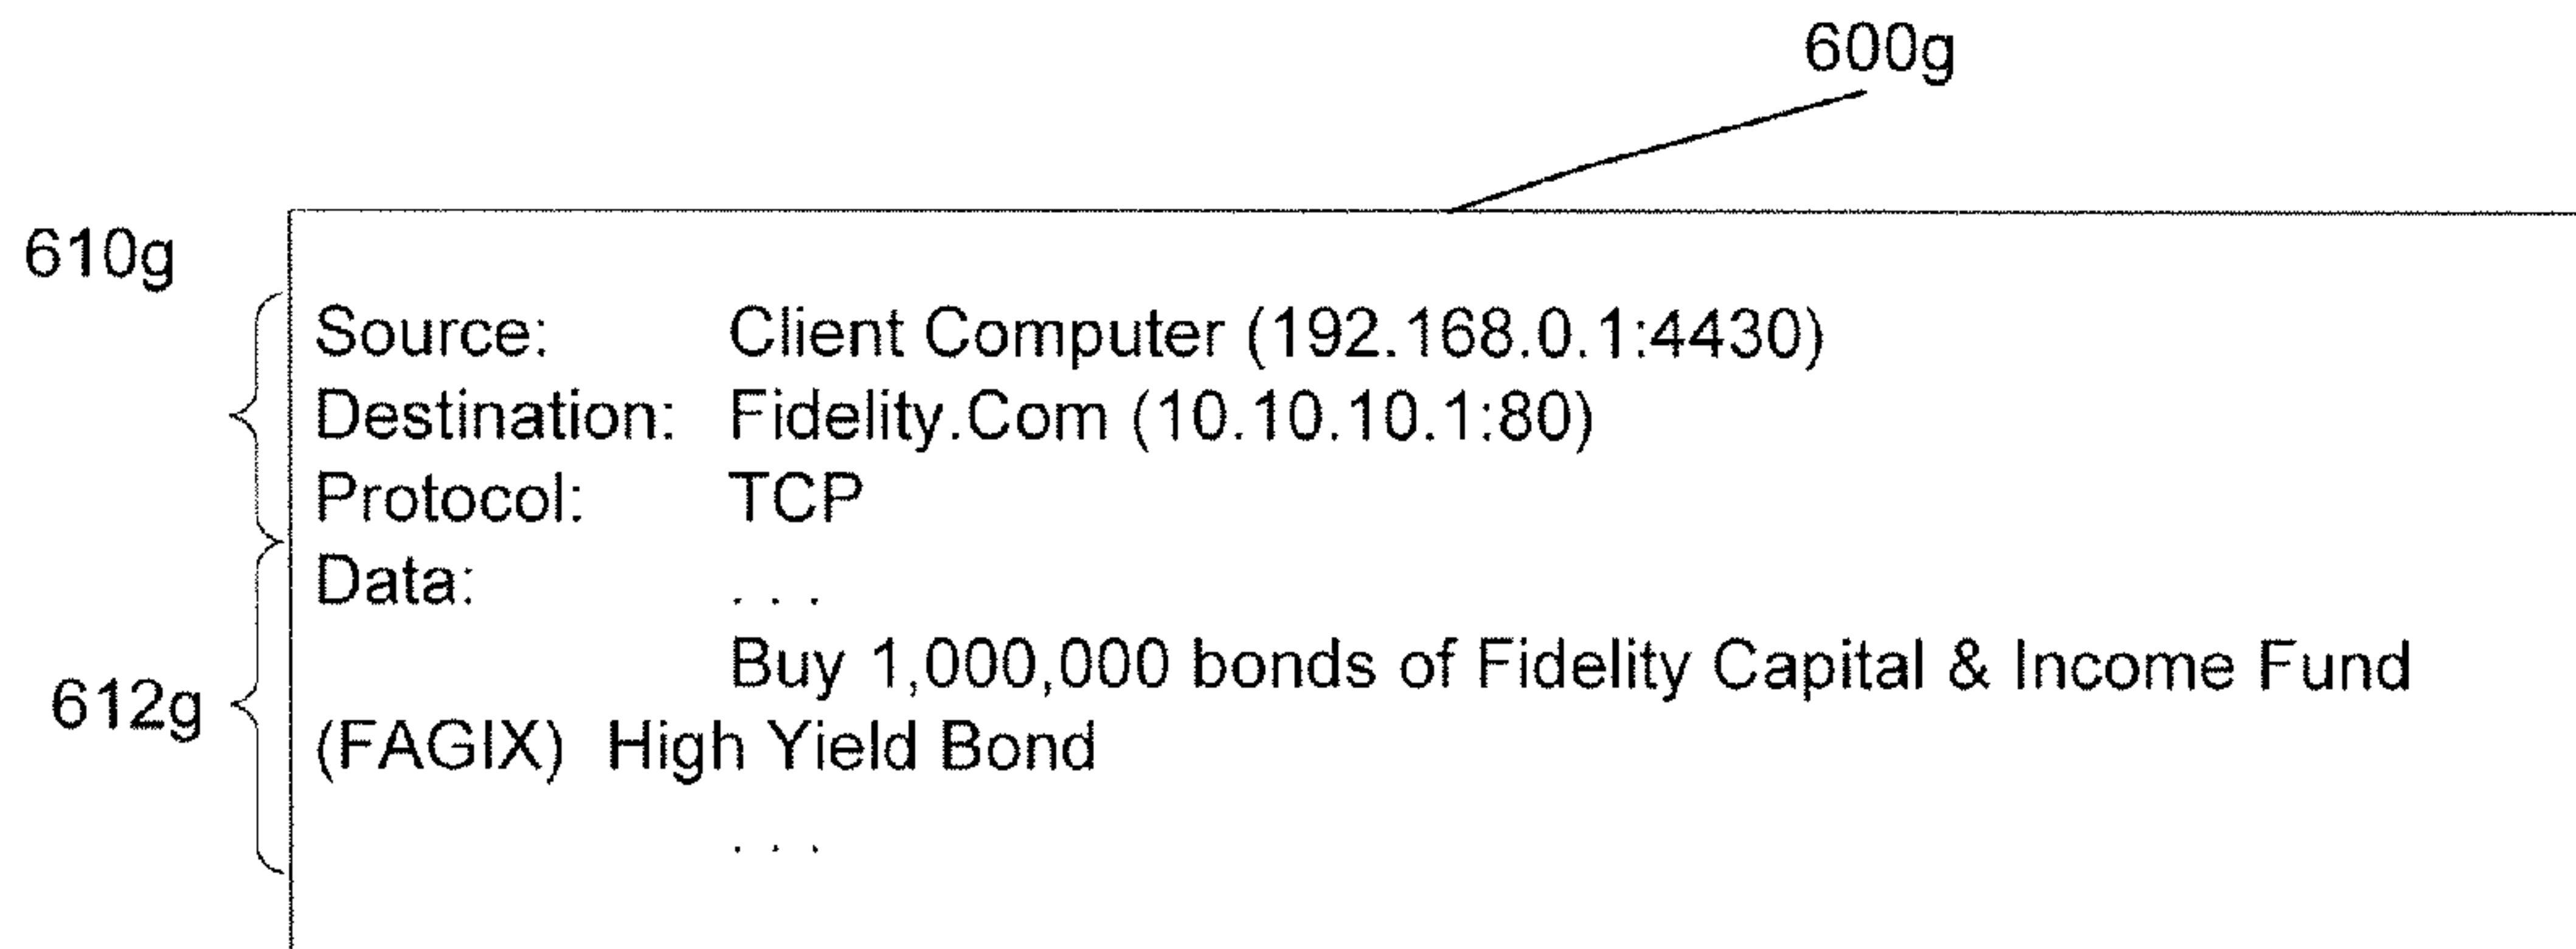 600g
610g
Source: Client Computer (192.168.0.1:4430)
Destination: Fidelity.Com (10.10.10.1:80)
Protocol: TCP
Data: . . .
Buy 1,000,000 bonds of Fidelity Capital & Income Fund
612g
(FAGIX) High Yield Bond
. . .